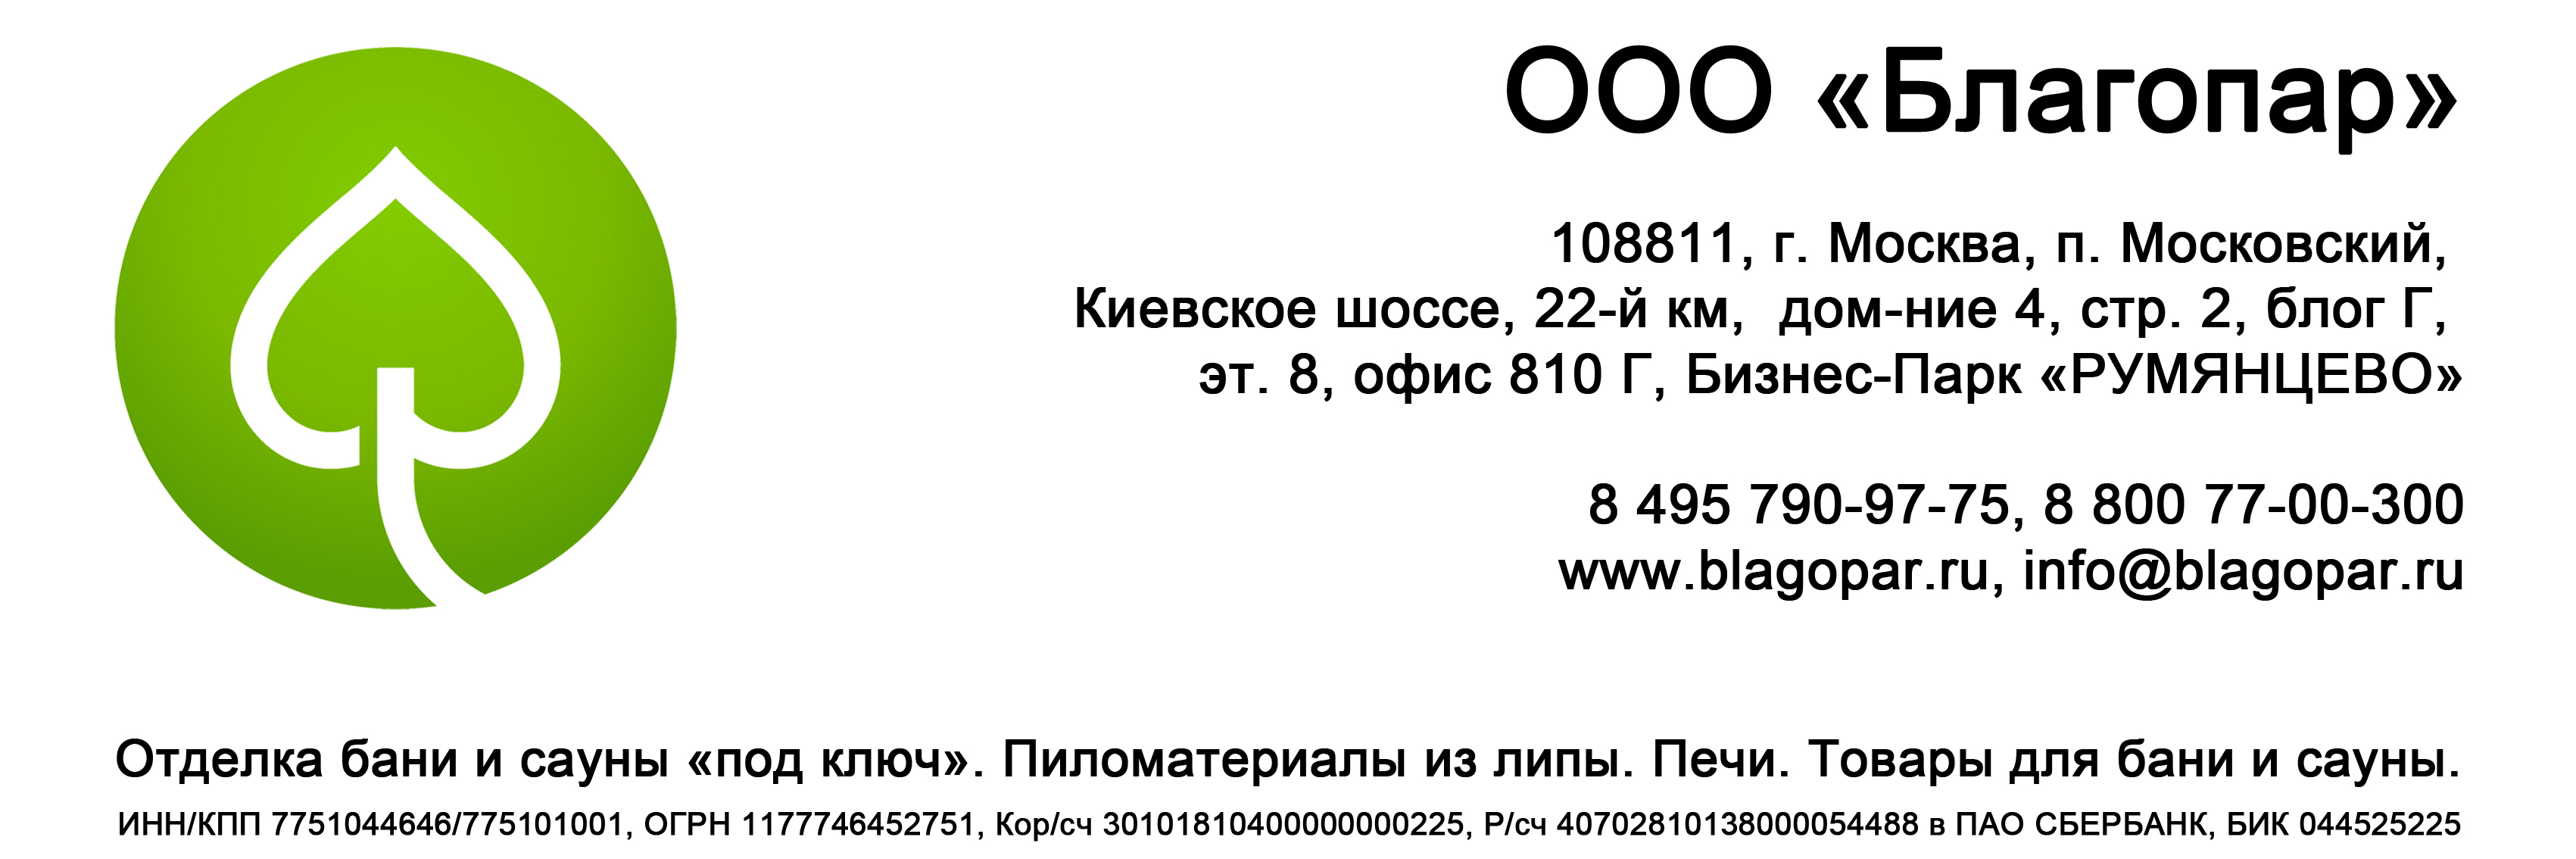 ООО «Благопар»
108811, г. Москва, п. Московский,
Киевское шоссе, 22-й км, дом-ние 4, стр. 2, блог Г,
эт. 8, офис 810 Г, Бизнес-Парк «РУМЯНЦЕВО»
8 495 790-97-75, 8 800 77-00-300
www.blagopar.ru, info@blagopar.ru
Отделка бани и сауны «под ключ». Пиломатериалы из липы. Печи. Товары для бани и сауны.
ИНН/КПП 7751044646/775101001, ОГРН 1177746452751, Кор/сч 30101810400000000225, Р/сч 40702810138000054488 в ПАО СБЕРБАНК, БИК 044525225